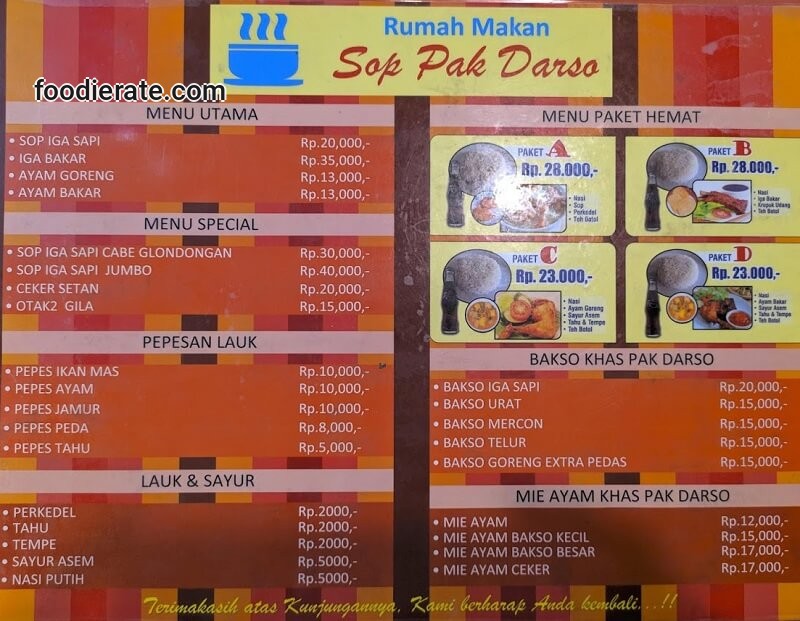 Rumah Makan
Sop Pak Darso
foodierate.com
MENU UTAMA
• SOP IGA SAPI Rp.20,000,-
• IGA BAKAR Rp.35,000,-
• AYAM GORENG Rp.13,000,-
• AYAM BAKAR Rp.13,000,-
MENU SPECIAL
• SOP IGA SAPI CABE GLONDONGAN Rp.30,000,-
• SOP IGA SAPI JUMBO Rp.40,000,-
• CEKER SETAN Rp.20,000,-
• OTAK2 GILA Rp.15,000,-
PEPESAN LAUK
• PEPES IKAN MAS Rp.10,000,-
• PEPES AYAM Rp.10,000,-
• PEPES JAMUR Rp.10,000,-
• PEPES PEDA Rp.8,000,-
• PEPES TAHU Rp.5,000,-
LAUK & SAYUR
• PERKEDEL Rp.2000,-
• TAHU Rp.2000,-
• TEMPE Rp.2000,-
• SAYUR ASEM Rp.5000,-
• NASI PUTIH Rp.5000,-
MENU PAKET HEMAT
PAKET A
Rp. 28.000,-
• Nasi
• Sop
• Perkedel
• Teh Botol
PAKET B
Rp. 28.000,-
• Nasi
• Iga Bakar
• Krupuk Udang
• Teh Botol
PAKET C
Rp. 23.000,-
• Nasi
• Ayam Goreng
• Sayur Asem
• Tahu & Tempe
• Teh Botol
PAKET D
Rp. 23.000,-
• Nasi
• Ayam Bakar
• Sayur Asem
• Tahu & Tempe
• Teh Botol
BAKSO KHAS PAK DARSO
• BAKSO IGA SAPI Rp.20,000,-
• BAKSO URAT Rp.15,000,-
• BAKSO MERCON Rp.15,000,-
• BAKSO TELUR Rp.15,000,-
• BAKSO GORENG EXTRA PEDAS Rp.15,000,-
MIE AYAM KHAS PAK DARSO
• MIE AYAM Rp.12,000,-
• MIE AYAM BAKSO KECIL Rp.15,000,-
• MIE AYAM BAKSO BESAR Rp.17,000,-
• MIE AYAM CEKER Rp.17,000,-
Terimakasih atas Kunjungannya, Kami berharap Anda kembali...!!